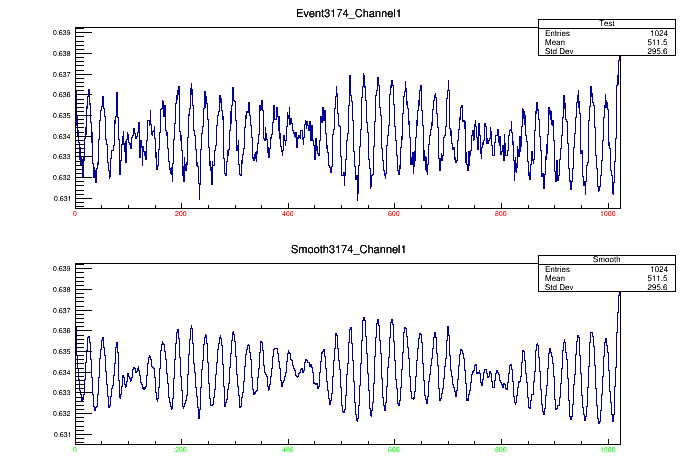 Event3174_Channel1
Test
Entries 1024
Mean 511.5
Std Dev 295.6
0.639
0.638
0.637
0.636
0.635
0.634
0.633
0.632
0.631
0 200 400 600 800 1000
Smooth3174_Channel1
Smooth
Entries 1024
Mean 511.5
Std Dev 295.6
0.639
0.638
0.637
0.636
0.635
0.634
0.633
0.632
0.631
0 200 400 600 800 1000